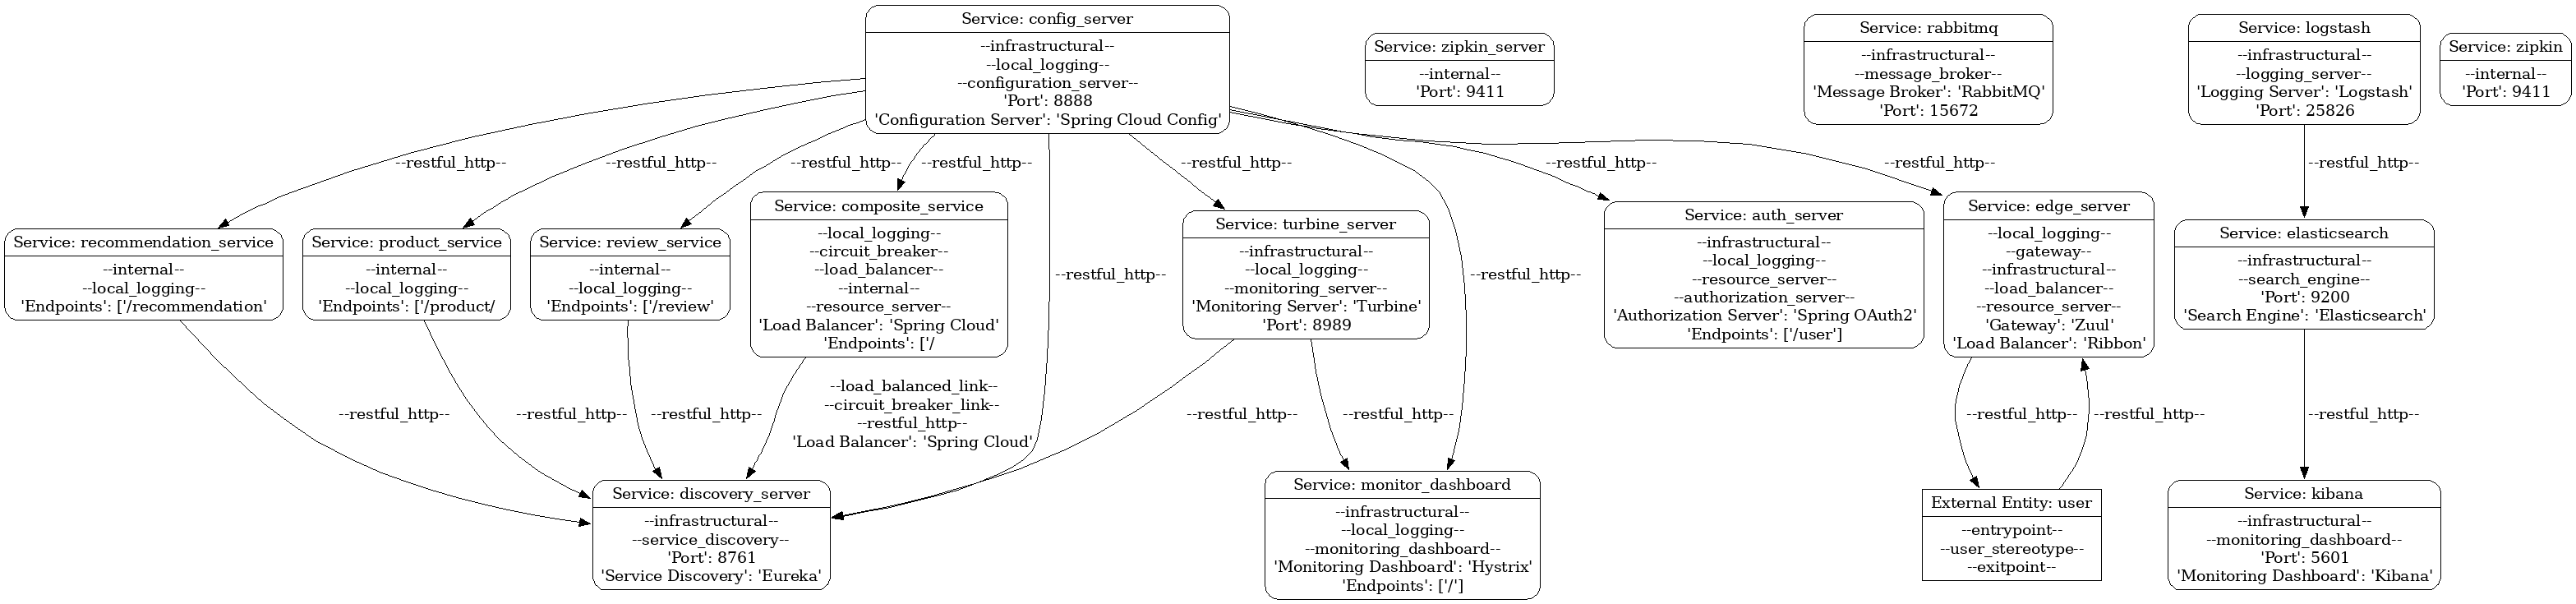 Service: config_server
--infrastructural--
--local_logging--
--configuration_server--
'Port': 8888
'Configuration Server': 'Spring Cloud Config'
Service: zipkin_server
--internal--
'Port': 9411
Service: rabbitmq
--infrastructural--
--message_broker--
'Message Broker': 'RabbitMQ'
'Port': 15672
Service: logstash
--infrastructural--
--logging_server--
'Logging Server': 'Logstash'
'Port': 25826
Service: zipkin
--internal--
'Port': 9411
--restful_http--
--restful_http--
--restful_http--
--restful_http--
--restful_http--
--restful_http--
--restful_http--
--restful_http--
Service: recommendation_service
--internal--
--local_logging--
'Endpoints': ['/recommendation'
Service: product_service
--internal--
--local_logging--
'Endpoints': ['/product/
Service: review_service
--internal--
--local_logging--
'Endpoints': ['/review'
Service: composite_service
--local_logging--
--circuit_breaker--
--load_balancer--
--internal--
--resource_server--
'Load Balancer': 'Spring Cloud'
'Endpoints': ['/
--restful_http--
Service: turbine_server
--infrastructural--
--local_logging--
--monitoring_server--
'Monitoring Server': 'Turbine'
'Port': 8989
--restful_http--
Service: auth_server
--infrastructural--
--local_logging--
--resource_server--
--authorization_server--
'Authorization Server': 'Spring OAuth2'
'Endpoints': ['/user']
Service: edge_server
--local_logging--
--gateway--
--infrastructural--
--load_balancer--
--resource_server--
'Gateway': 'Zuul'
'Load Balancer': 'Ribbon'
Service: elasticsearch
--infrastructural--
--search_engine--
'Port': 9200
'Search Engine': 'Elasticsearch'
--restful_http--
--restful_http--
--restful_http--
--load_balanced_link--
--circuit_breaker_link--
--restful_http--
'Load Balancer': 'Spring Cloud'
--restful_http--
--restful_http--
--restful_http--
--restful_http--
--restful_http--
Service: discovery_server
--infrastructural--
--service_discovery--
'Port': 8761
'Service Discovery': 'Eureka'
Service: monitor_dashboard
--infrastructural--
--local_logging--
--monitoring_dashboard--
'Monitoring Dashboard': 'Hystrix'
'Endpoints': ['/']
External Entity: user
--entrypoint--
--user_stereotype--
--exitpoint--
Service: kibana
--infrastructural--
--monitoring_dashboard--
'Port': 5601
'Monitoring Dashboard': 'Kibana'